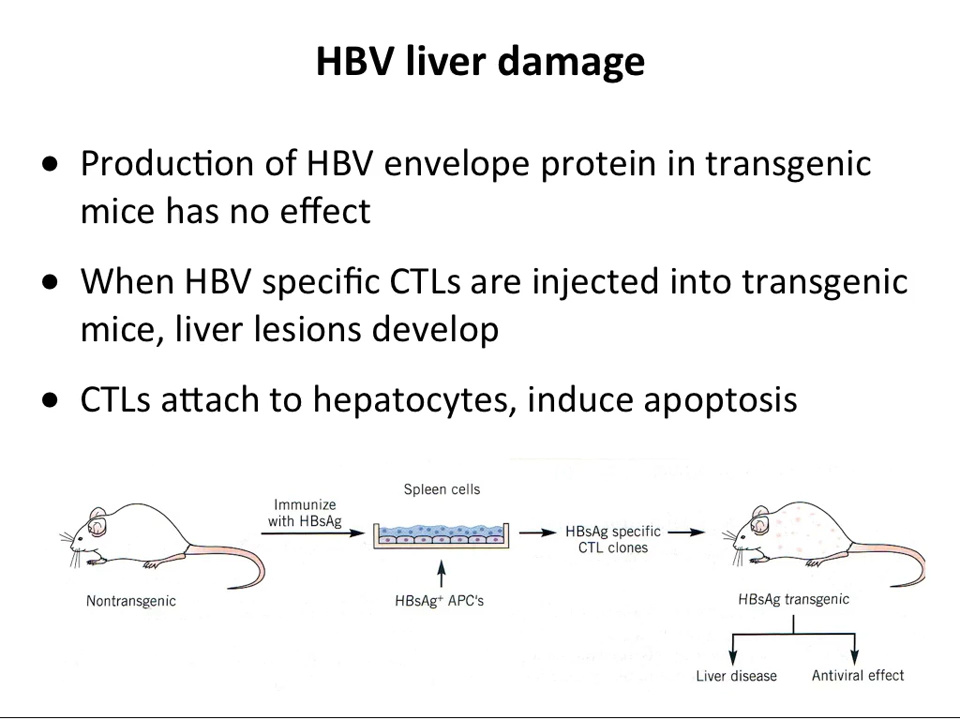 HBV liver damage
• Production of HBV envelope protein in transgenic
mice has no effect
• When HBV specific CTLs are injected into transgenic
mice, liver lesions develop
• CTLs attach to hepatocytes, induce apoptosis
Spleen cells
Immunize
with HBsAg
HBsAg specific
CTL clones
Nontransgenic
HBsAg⁺ APC's
HBsAg transgenic
Liver disease
Antiviral effect